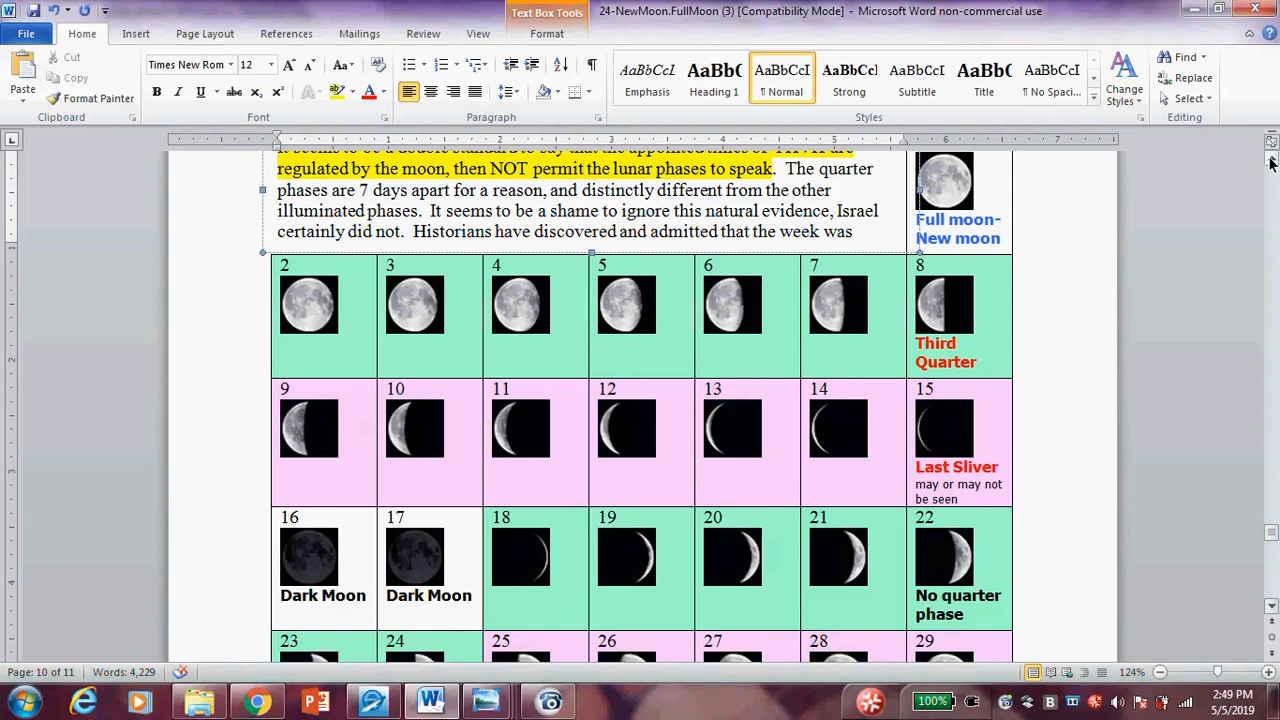 24-NewMoon.FullMoon (3) [Compatibility Mode] - Microsoft Word non-commercial use
Text Box Tools
File Home Insert Page Layout References Mailings Review View Format
Paste
Cut
Copy
Format Painter
Clipboard
Times New Rom 12
Font
Paragraph
AaBbCcI AaBb( AaBbCcI AaBbCcI AaBbCcI AaBb( AaBbCcI
Emphasis Heading 1 ¶ Normal Strong Subtitle Title ¶ No Spaci...
Styles
Change
Styles
Find
Replace
Select
Editing
1 2 3 4 5 6 7
regulated by the moon, then NOT permit the lunar phases to speak. The quarter
phases are 7 days apart for a reason, and distinctly different from the other
illuminated phases. It seems to be a shame to ignore this natural evidence, Israel
certainly did not. Historians have discovered and admitted that the week was
Full moon-
New moon
2 3 4 5 6 7 8
Third
Quarter
9 10 11 12 13 14 15
Last Sliver
may or may not
be seen
16 17 18 19 20 21 22
Dark Moon Dark Moon No quarter
phase
23 24 25 26 27 28 29
Page: 10 of 11 Words: 4,229 124%
100%
2:49 PM
5/5/2019